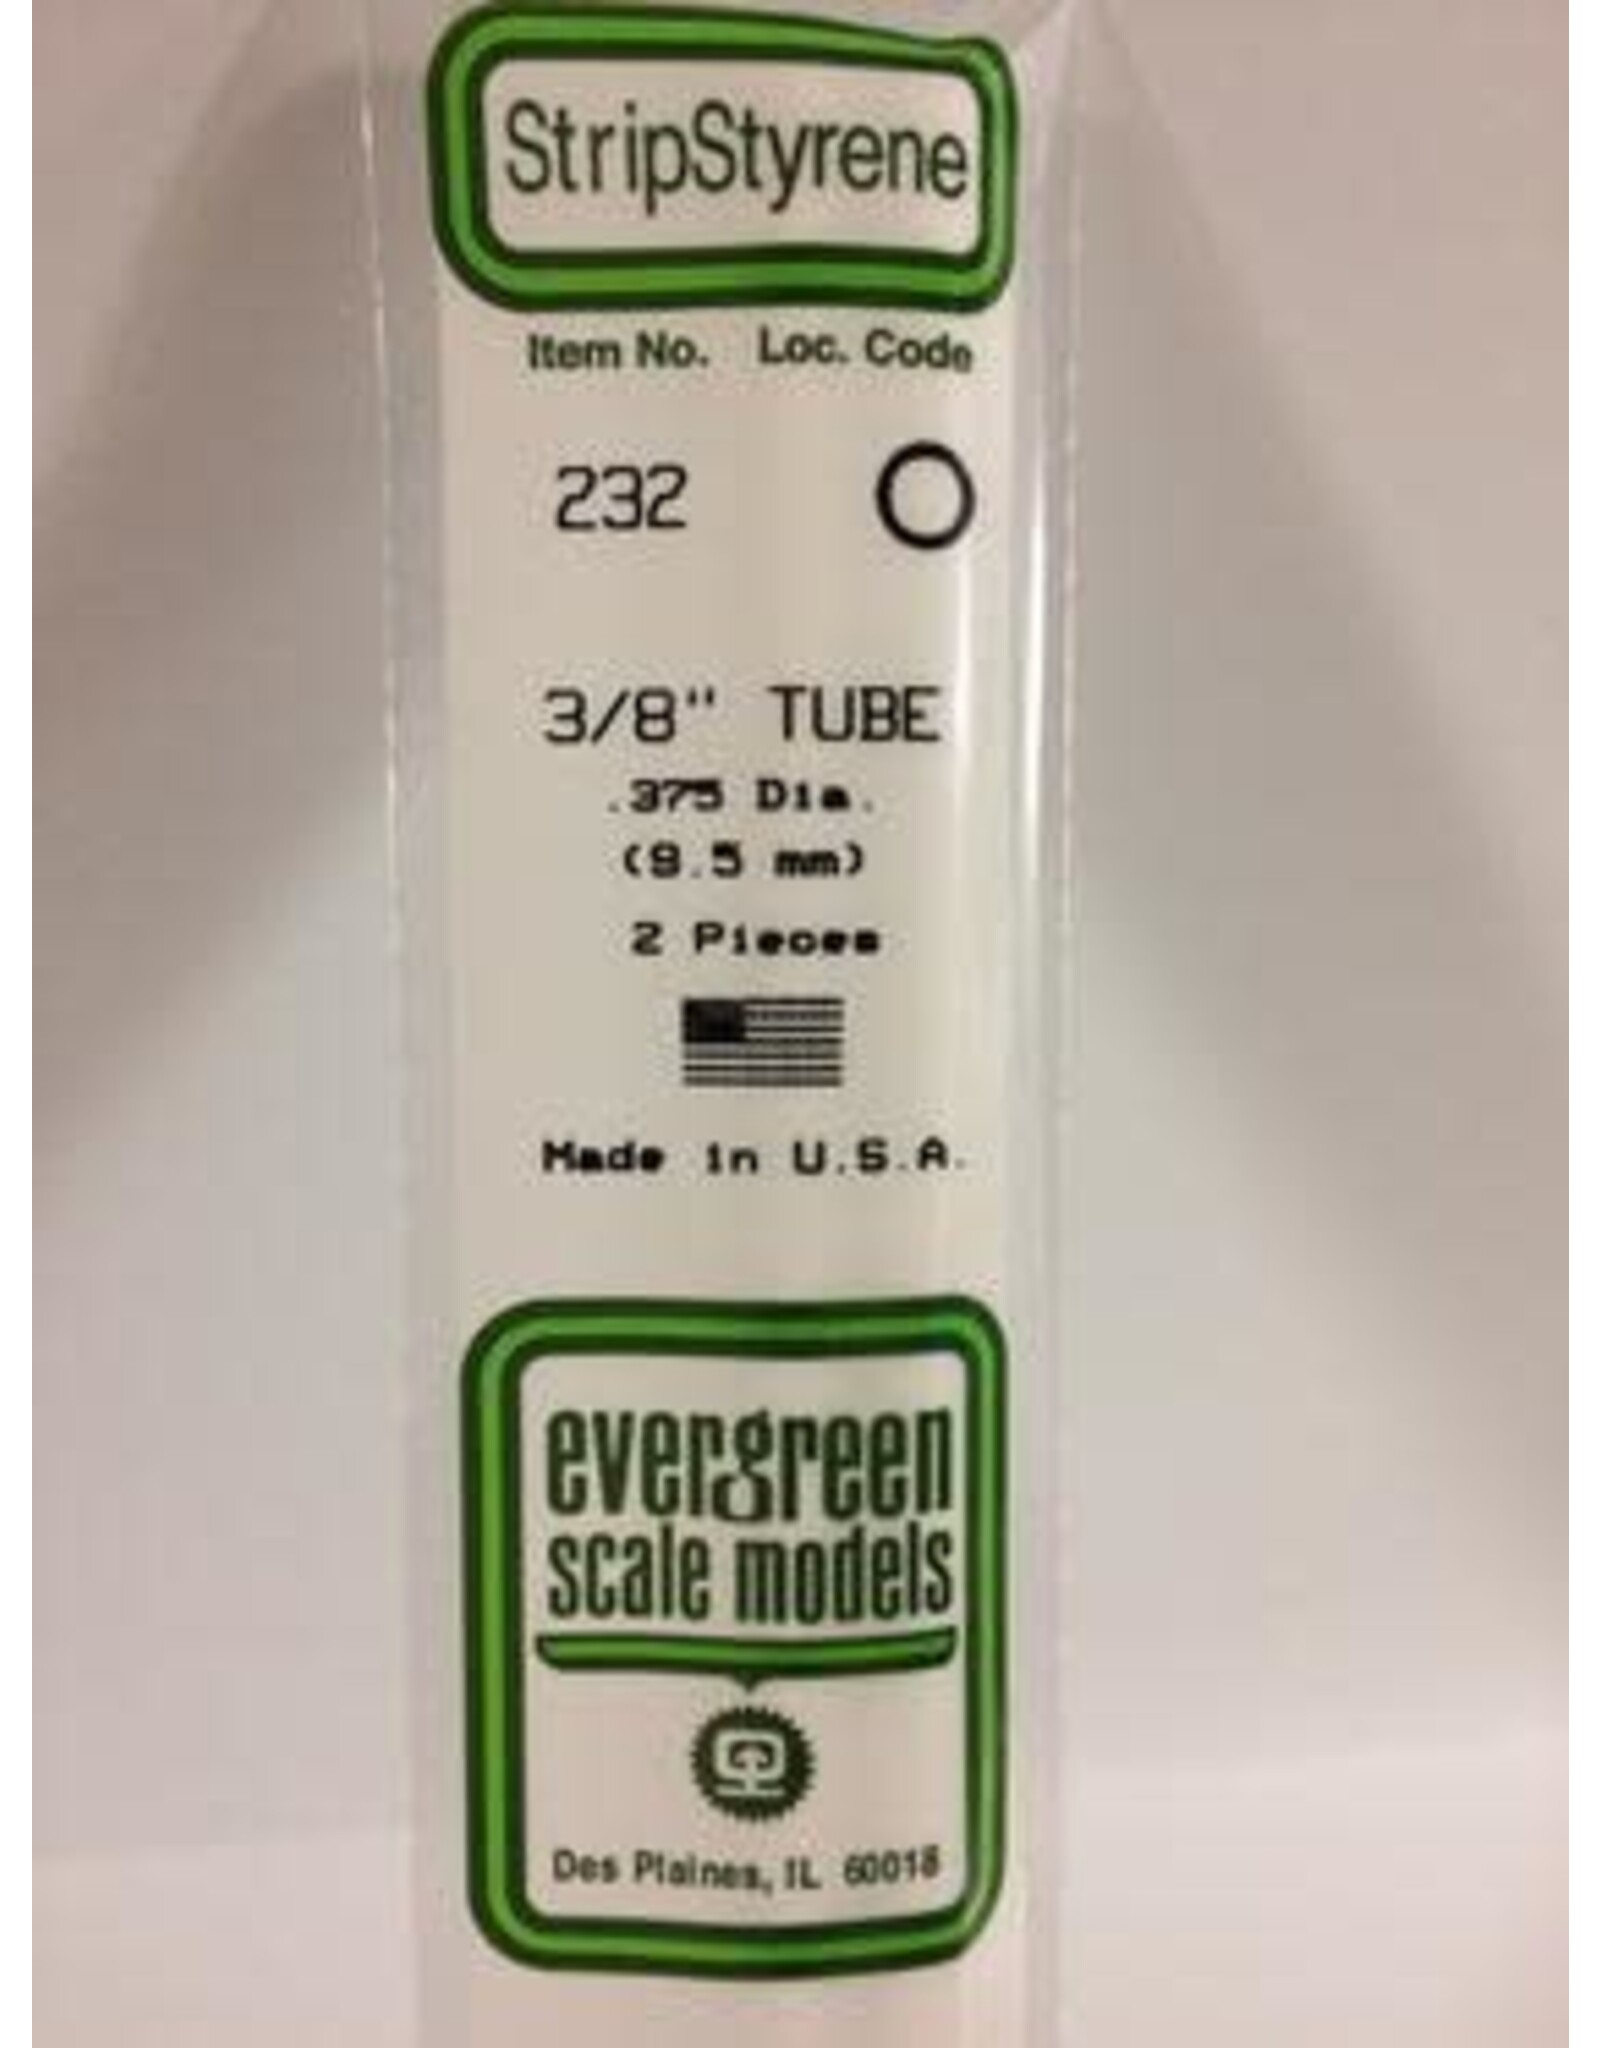 StripStyrene
Item No. Loc. Code
232
3/8" TUBE
.375 Dia.
(9.5 mm)
2 Pieces
Made in U.S.A.
evergreen
scale models
Des Plaines, IL 60018